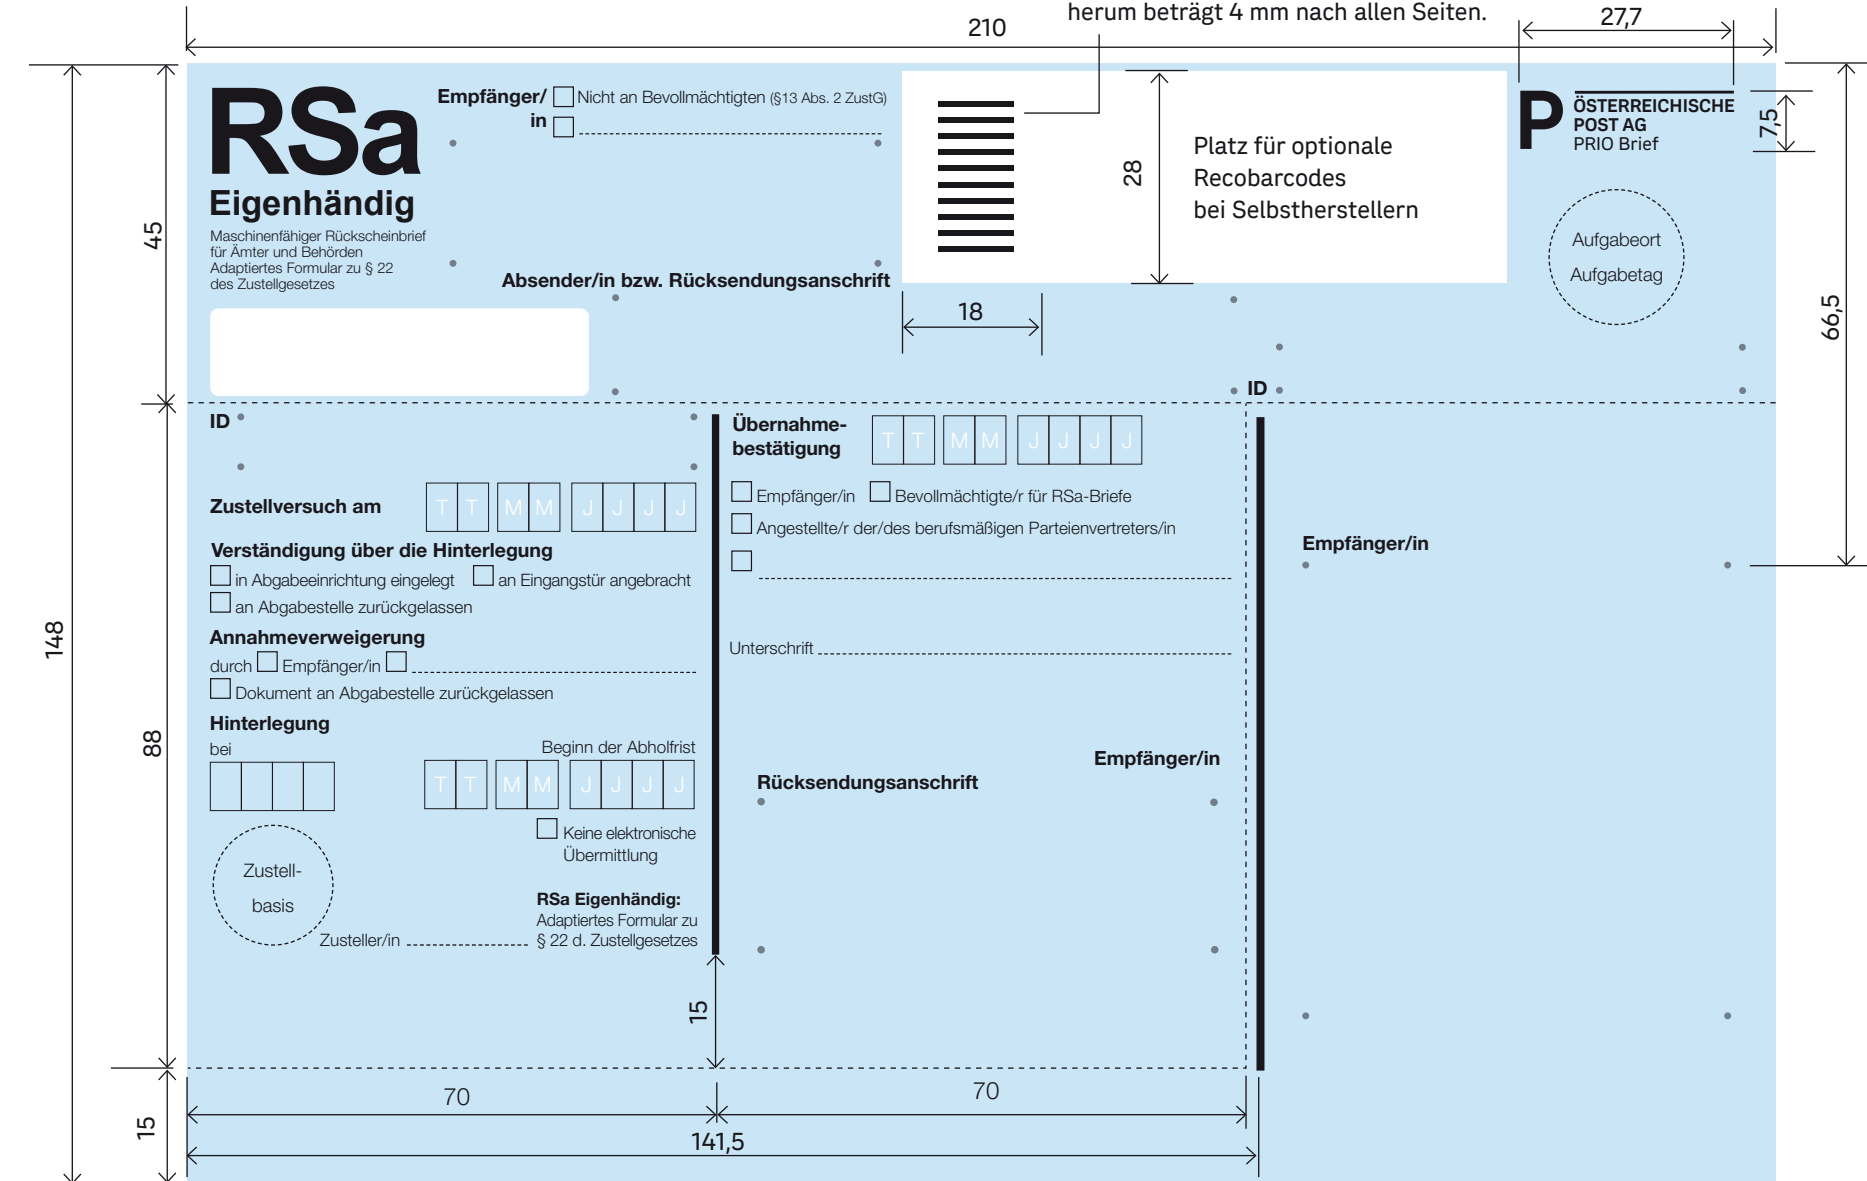 herum beträgt 4 mm nach allen Seiten.
210
27,7
RSa
Eigenhändig
Maschinenfähiger Rückscheinbrief
für Ämter und Behörden
Adaptiertes Formular zu § 22
des Zustellgesetzes
Empfänger/
in
Nicht an Bevollmächtigten (§13 Abs. 2 ZustG)
Absender/in bzw. Rücksendungsanschrift
28
Platz für optionale
Recobarcodes
bei Selbstherstellern
18
P
ÖSTERREICHISCHE
POST AG
PRIO Brief
7,5
Aufgabeort
Aufgabetag
66,5
45
148
88
15
ID
Zustellversuch am
T T M M J J J J
Verständigung über die Hinterlegung
in Abgabeeinrichtung eingelegt an Eingangstür angebracht
an Abgabestelle zurückgelassen
Annahmeverweigerung
durch Empfänger/in
Dokument an Abgabestelle zurückgelassen
Hinterlegung
bei
Beginn der Abholfrist
T T M M J J J J
Keine elektronische
Übermittlung
Zustell-
basis
Zusteller/in
RSa Eigenhändig:
Adaptiertes Formular zu
§ 22 d. Zustellgesetzes
15
Übernahme-
bestätigung
T T M M J J J J
Empfänger/in Bevollmächtigte/r für RSa-Briefe
Angestellte/r der/des berufsmäßigen Parteienvertreters/in
Unterschrift
Empfänger/in
Rücksendungsanschrift
ID
Empfänger/in
70
70
141,5